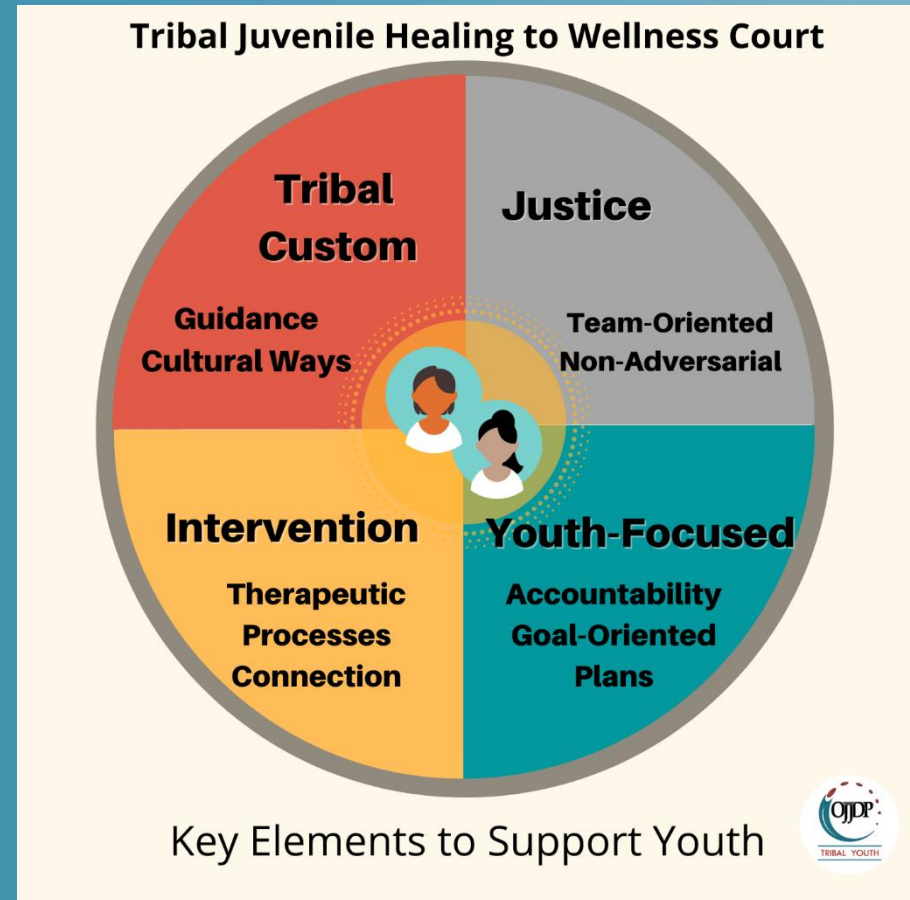 Tribal Juvenile Healing to Wellness Court
Tribal
Custom
Guidance
Cultural Ways
Justice
Team-Oriented
Non-Adversarial
Intervention
Therapeutic
Processes
Connection
Youth-Focused
Accountability
Goal-Oriented
Plans
Key Elements to Support Youth
OJJDP
TRIBAL YOUTH